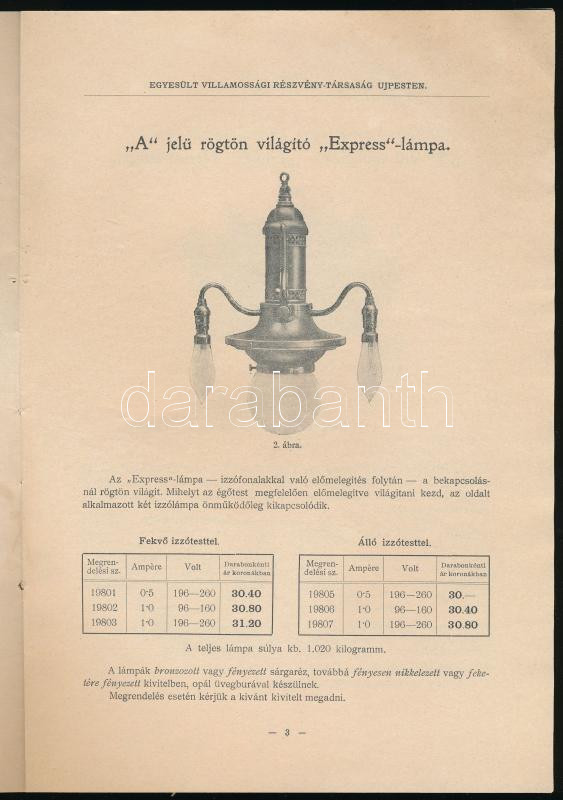 EGYESÜLT VILLAMOSSÁGI RÉSZVÉNY-TÁRSASÁG UJPESTEN.
„A“ jelü rögtön világitó „Express“-lámpa.
darabanth
2. ábra.
Az „Express“-lámpa — izzófonalakkal való előmelegités folytán — a bekapcsolás-
nál rögtön világit. Mihelyt az égőtest megfelelően előmelegitve világitani kezd, az oldalt
alkalmazott két izzólámpa önműködőleg kikapcsolódik.
Fekvő izzótesttel.
Megren-
delési sz. Ampère Volt Darabonkénti
ár koronákban
19801 0·5 196—260 30.40
19802 1·0 96—160 30.80
19803 1·0 196—260 31.20
Álló izzótesttel.
Megren-
delési sz. Ampère Volt Darabonkénti
ár koronákban
19805 0·5 196—260 30.—
19806 1·0 96—160 30.40
19807 1·0 196—260 30.80
A teljes lámpa súlya kb. 1.020 kilogramm.
A lámpák bronzozott vagy fényezett sárgaréz, továbbá fényesen nikkelezett vagy feke-
tére fényezett kivitelben, opál üvegburával készülnek.
Megrendelés esetén kérjük a kivánt kivitelt megadni.
— 3 —